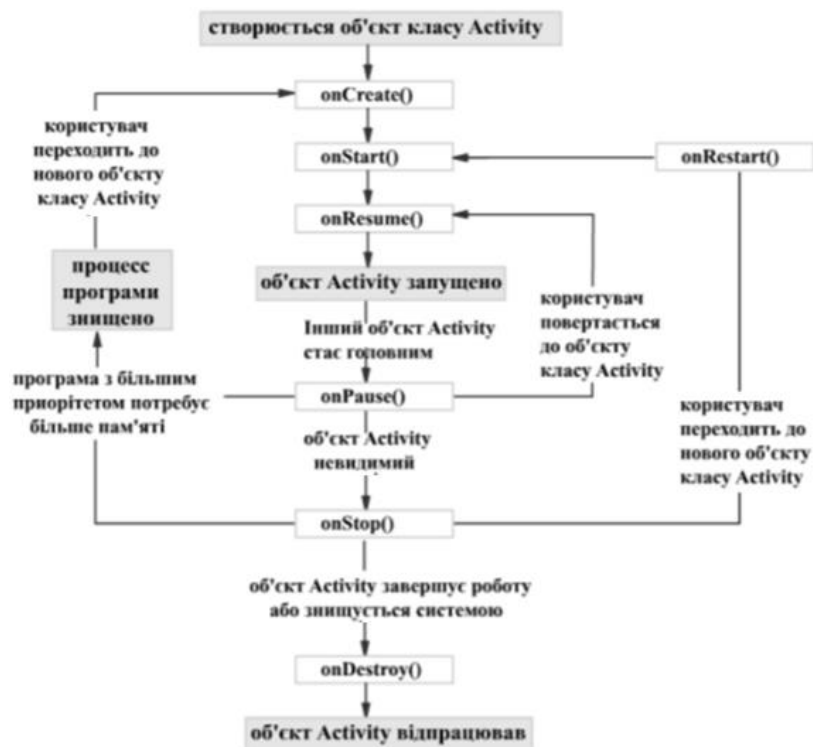 створюється об'єкт класу Activity
onCreate()
користувач
переходить до
нового об'єкту
класу Activity
onStart()
onRestart()
onResume()
процесс
програми
знищено
об'єкт Activity запущено
Інший об'єкт Activity
стає головним
користувач
повертається
до об'єкту
класу Activity
програма з більшим
приорітетом потребує
більше пам'яті
onPause()
об'єкт Activity
невидимий
користувач
переходить до
нового об'єкту
класу Activity
onStop()
об'єкт Activity завершує роботу
або знищується системою
onDestroy()
об'єкт Activity відпрацював